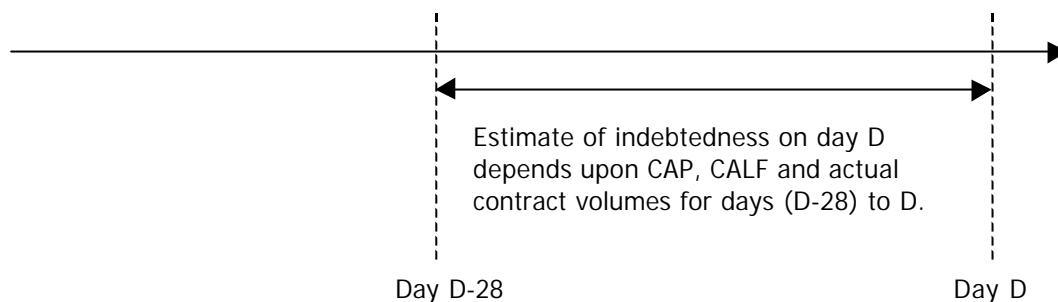 Estimate of indebtedness on day D
depends upon CAP, CALF and actual
contract volumes for days (D-28) to D.
Day D-28
Day D